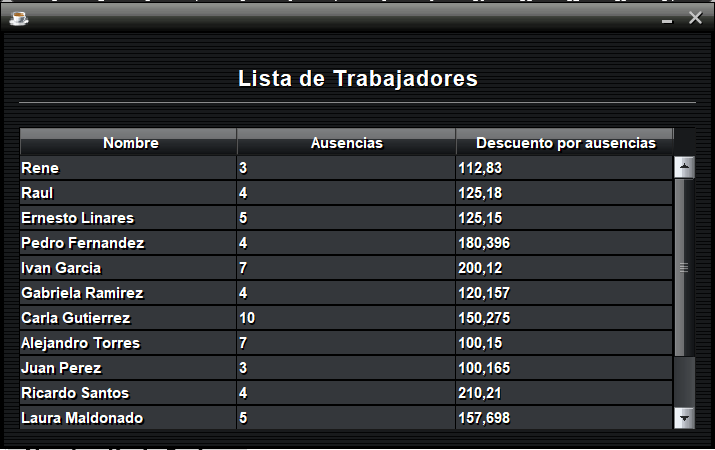 Lista de Trabajadores
Nombre Ausencias Descuento por ausencias
Rene 3 112,83
Raul 4 125,18
Ernesto Linares 5 125,15
Pedro Fernandez 4 180,396
Ivan Garcia 7 200,12
Gabriela Ramirez 4 120,157
Carla Gutierrez 10 150,275
Alejandro Torres 7 100,15
Juan Perez 3 100,165
Ricardo Santos 4 210,21
Laura Maldonado 5 157,698